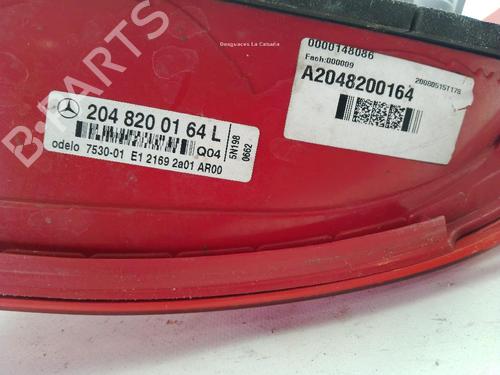 Desguaces La Cabaña
0000148086
Fach:000009
A2048200164
204 820 01 64 L
Q04
odelo 7530-01 E1 2169 2a01 AR00
5N198
0662
B-PARTS